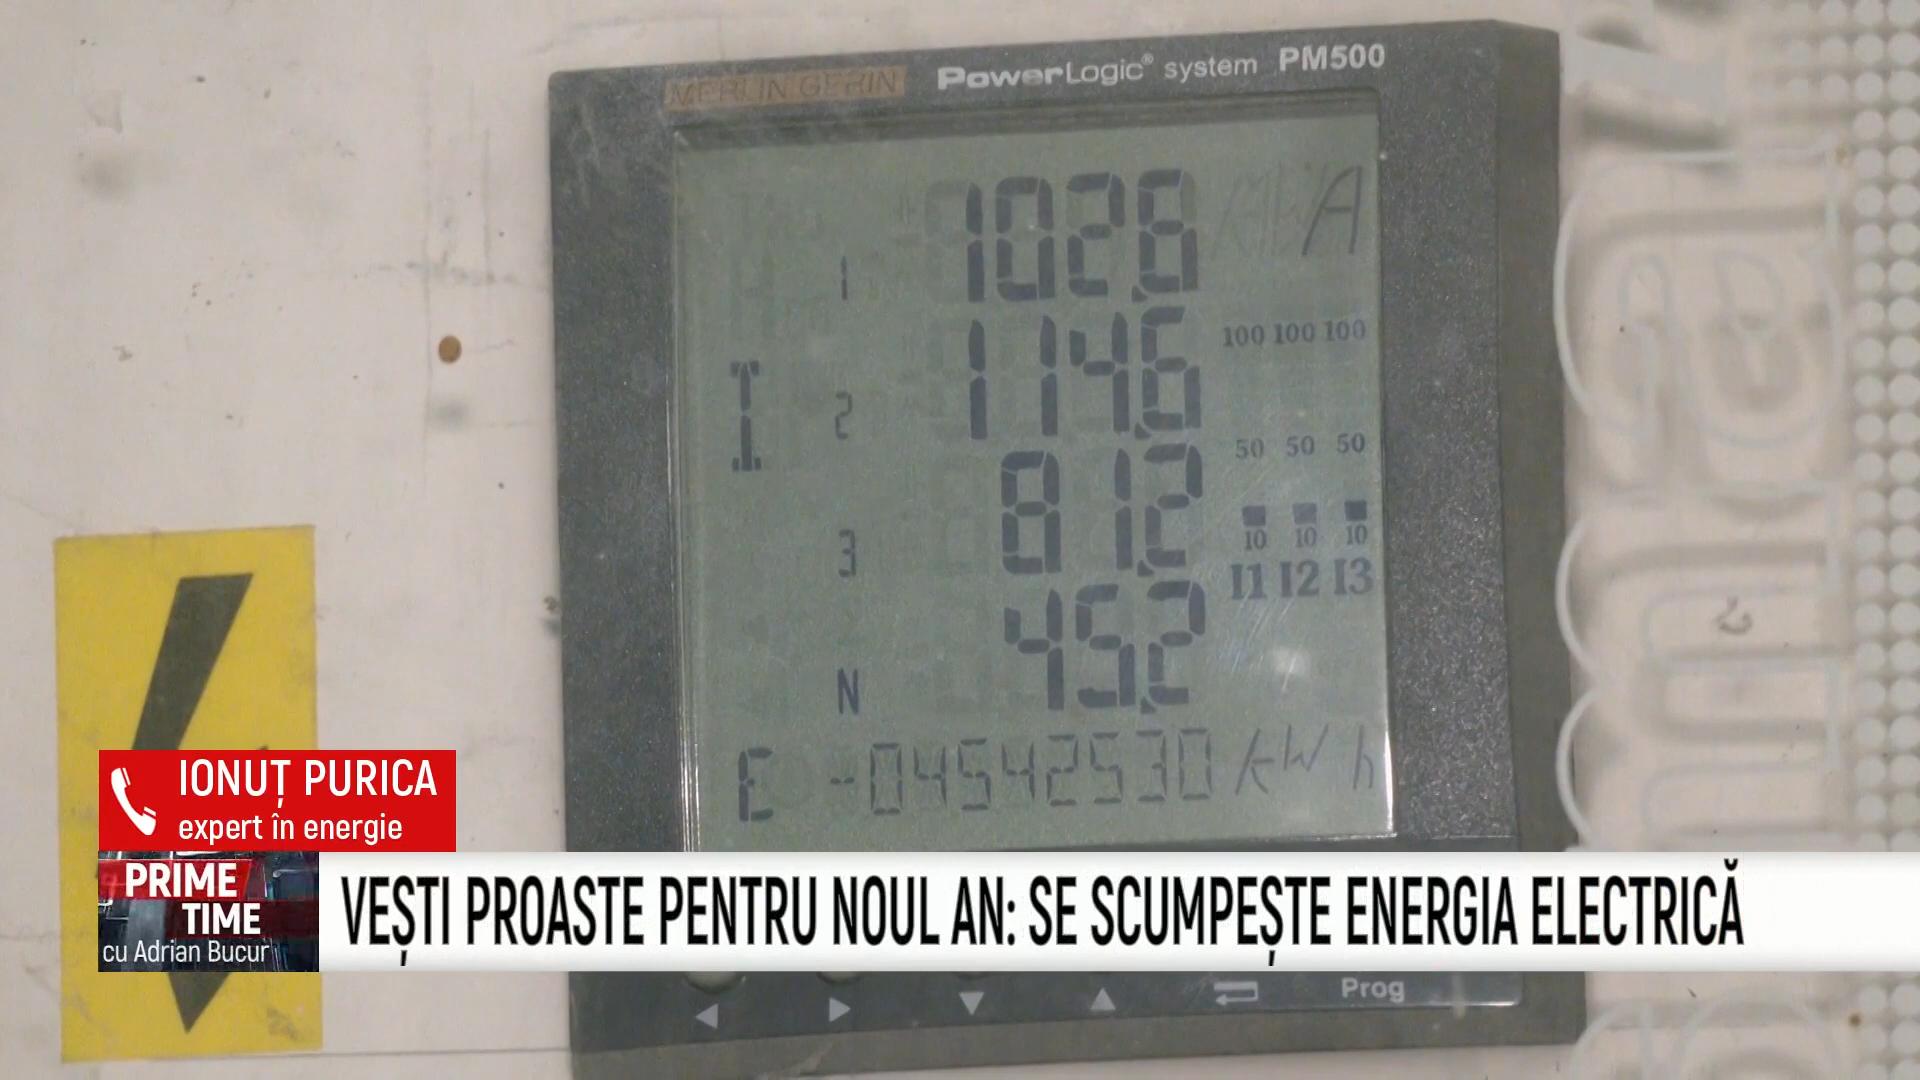 MERLIN GERIN PowerLogic® system PM500
1 102.8 A
100 100 100
I 2 114.6
50 50 50
3 81.2
10 10 10
I1 I2 I3
N 45.2
E -04542530 kWh
IONUȚ PURICA
expert în energie
PRIME
TIME
cu Adrian Bucur
VEȘTI PROASTE PENTRU NOUL AN: SE SCUMPEȘTE ENERGIA ELECTRICĂ
Prog